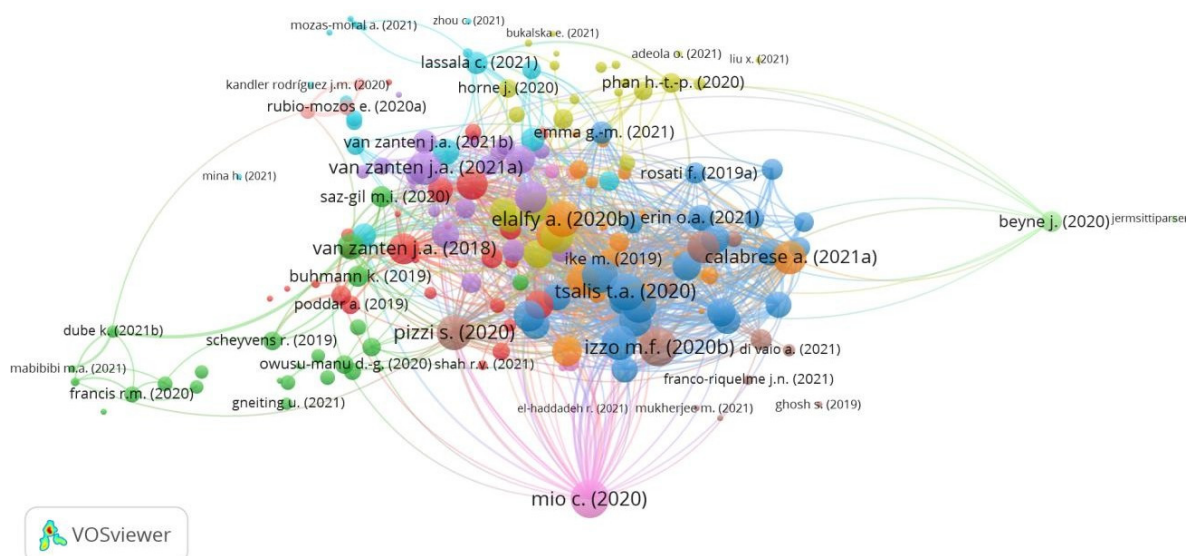 mozas-moral a. (2021)
zhou c. (2021)
bukalska e. (2021)
lassala c. (2021)
adeola o. (2021)
liu x. (2021)
kandler rodríguez j.m. (2020)
horne j. (2020)
phan h.-t.-p. (2020)
rubio-mozos e. (2020a)
emma g.-m. (2021)
van zanten j.a. (2021b)
van zanten j.a. (2021a)
rosati f. (2019a)
mina h. (2021)
saz-gil m.i. (2020)
elalfy a. (2020b)
erin o.a. (2021)
beyne j. (2020)
jermsittiparsert
van zanten j.a. (2018)
ike m. (2019)
calabrese a. (2021a)
buhmann k. (2019)
tsalis t.a. (2020)
poddar a. (2019)
dube k. (2021b)
scheyvens r. (2019)
pizzi s. (2020)
izzo m.f. (2020b)
di vaio a. (2021)
mabibibi m.a. (2021)
owusu-manu d.-g. (2020)
shah r.v. (2021)
franco-riquelme j.n. (2021)
francis r.m. (2020)
gneiting u. (2021)
el-haddadeh r. (2021)
mukherjee m. (2021)
ghosh s. (2019)
mio c. (2020)
VOSviewer